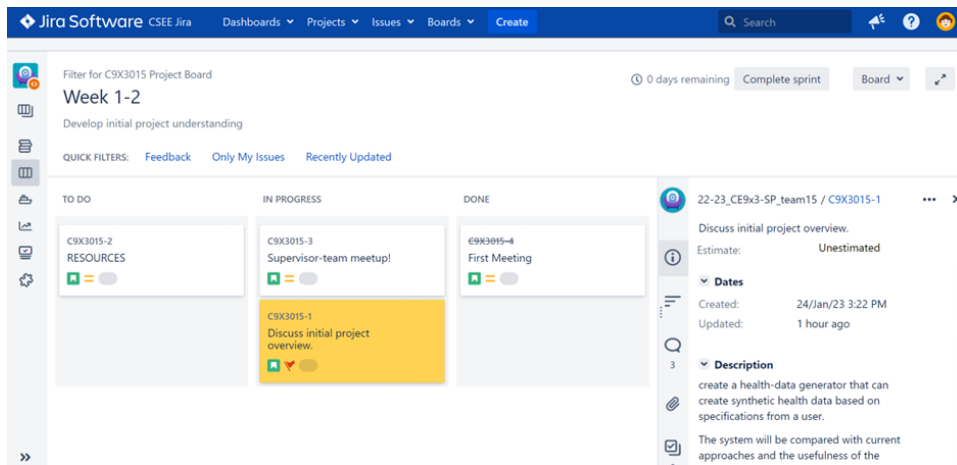 Jira Software CSEE Jira Dashboards Projects Issues Boards Create Search
Filter for C9X3015 Project Board
Week 1-2
Develop initial project understanding
0 days remaining Complete sprint Board
QUICK FILTERS: Feedback Only My Issues Recently Updated
TO DO
C9X3015-2
RESOURCES
IN PROGRESS
C9X3015-3
Supervisor-team meetup!
C9X3015-1
Discuss initial project
overview.
DONE
C9X3015-4
First Meeting
22-23_CE9x3-SP_team15 / C9X3015-1
Discuss initial project overview.
Estimate: Unestimated
Dates
Created: 24/Jan/23 3:22 PM
Updated: 1 hour ago
3
Description
create a health-data generator that can
create synthetic health data based on
specifications from a user.
The system will be compared with current
approaches and the usefulness of the